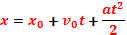 x = x₀ + v₀t + at²/2